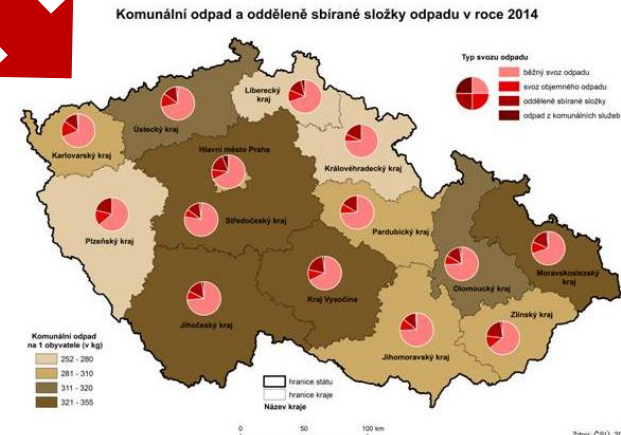 Komunální odpad a odděleně sbírané složky odpadu v roce 2014
Typ svozu odpadu
běžný svoz odpadu
svoz objemného odpadu
odděleně sbírané složky
odpad z komunálních služeb
Liberecký
kraj
Ústecký kraj
Karlovarský kraj
Hlavní město Praha
Královéhradecký kraj
Středočeský kraj
Pardubický kraj
Plzeňský kraj
Moravskoslezský
kraj
Olomoucký kraj
Kraj Vysočina
Jihočeský kraj
Zlínský kraj
Jihomoravský kraj
Komunální odpad
na 1 obyvatele (v kg)
252 - 280
281 - 310
311 - 320
321 - 355
hranice státu
hranice kraje
Název kraje
0 50 100 km
Zdroj: ČSÚ, 20